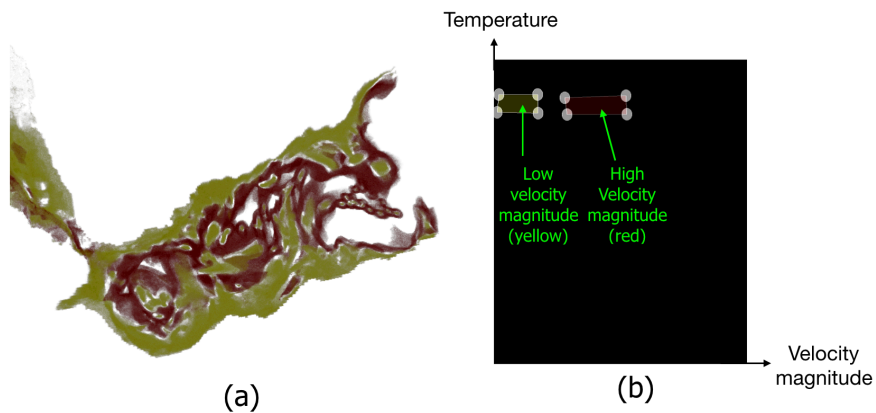 Temperature
Low
velocity
magnitude
(yellow)
High
Velocity
magnitude
(red)
Velocity
magnitude
(a)
(b)